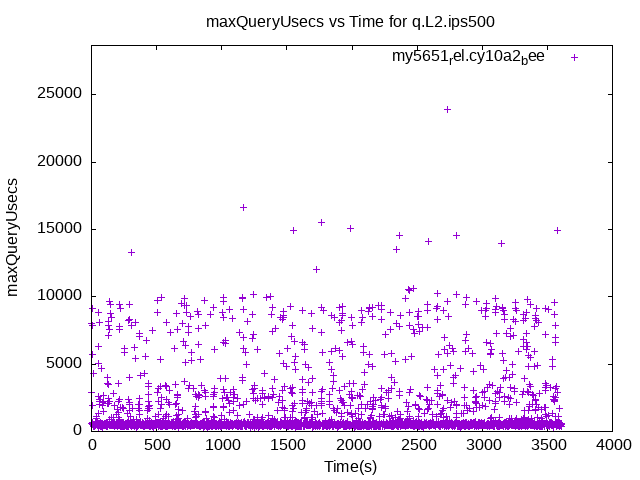 maxQueryUsecs vs Time for q.L2.ips500
my5651rel.cy10a2bee
25000
20000
15000
10000
5000
0
maxQueryUsecs
0 500 1000 1500 2000 2500 3000 3500 4000
Time(s)